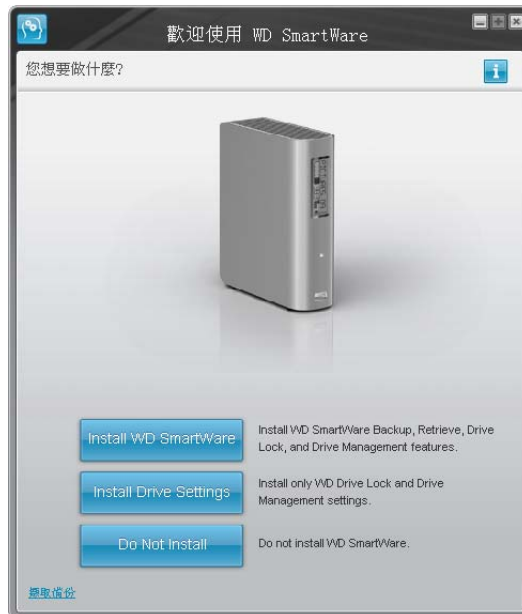 歡迎使用 WD SmartWare
您想要做什麼?
Install WD SmartWare
Install WD SmartWare Backup, Retrieve, Drive
Lock, and Drive Management features.
Install Drive Settings
Install only WD Drive Lock and Drive
Management settings.
Do Not Install
Do not install WD SmartWare.
擷取備份